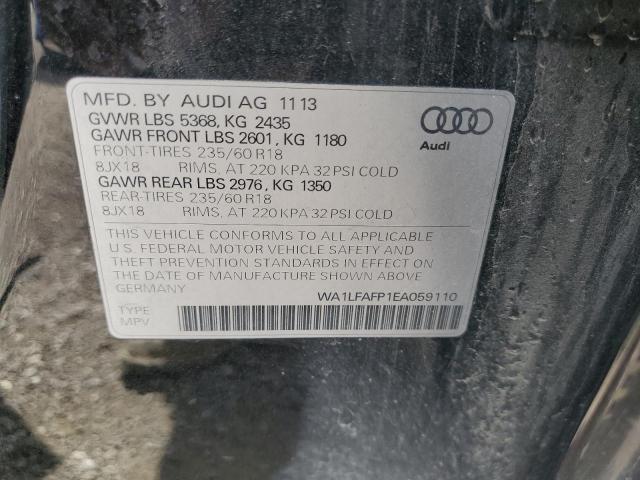 MFD. BY AUDI AG 11 13
GVWR LBS 5368, KG 2435
GAWR FRONT LBS 2601, KG 1180
FRONT-TIRES 235/60 R18
8JX18 RIMS, AT 220 KPA 32 PSI COLD
GAWR REAR LBS 2976, KG 1350
REAR-TIRES 235/60 R18
8JX18 RIMS, AT 220 KPA 32 PSI COLD
Audi
THIS VEHICLE CONFORMS TO ALL APPLICABLE
U.S. FEDERAL MOTOR VEHICLE SAFETY AND
THEFT PREVENTION STANDARDS IN EFFECT ON
THE DATE OF MANUFACTURE SHOWN ABOVE
GERMANY
WA1LFAFP1EA059110
TYPE
MPV